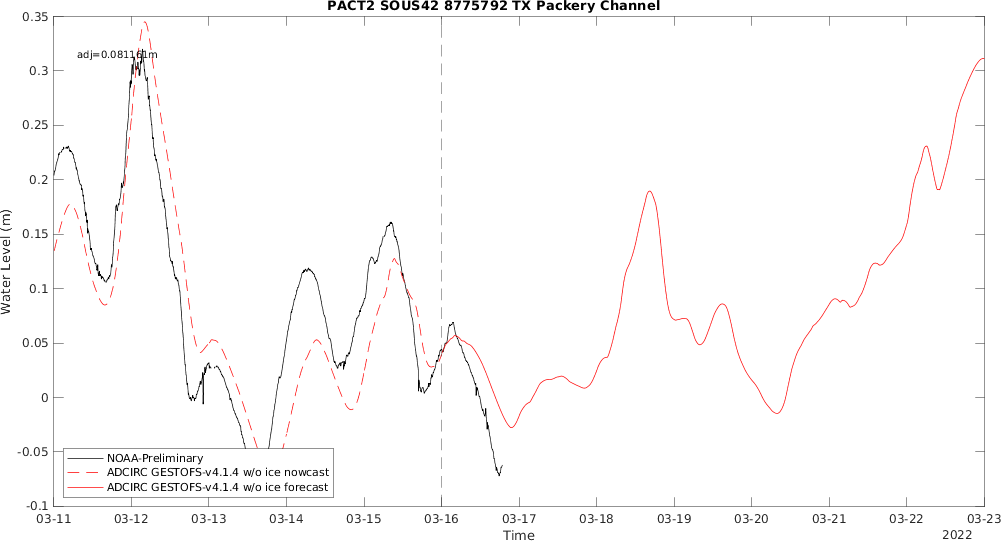 PACT2 SOUS42 8775792 TX Packery Channel
adj=0.081161m
Water Level (m)
0.35
0.3
0.25
0.2
0.15
0.1
0.05
0
-0.05
-0.1
NOAA-Preliminary
ADCIRC GESTOFS-v4.1.4 w/o ice nowcast
ADCIRC GESTOFS-v4.1.4 w/o ice forecast
03-11 03-12 03-13 03-14 03-15 03-16 03-17 03-18 03-19 03-20 03-21 03-22 03-23
Time
2022